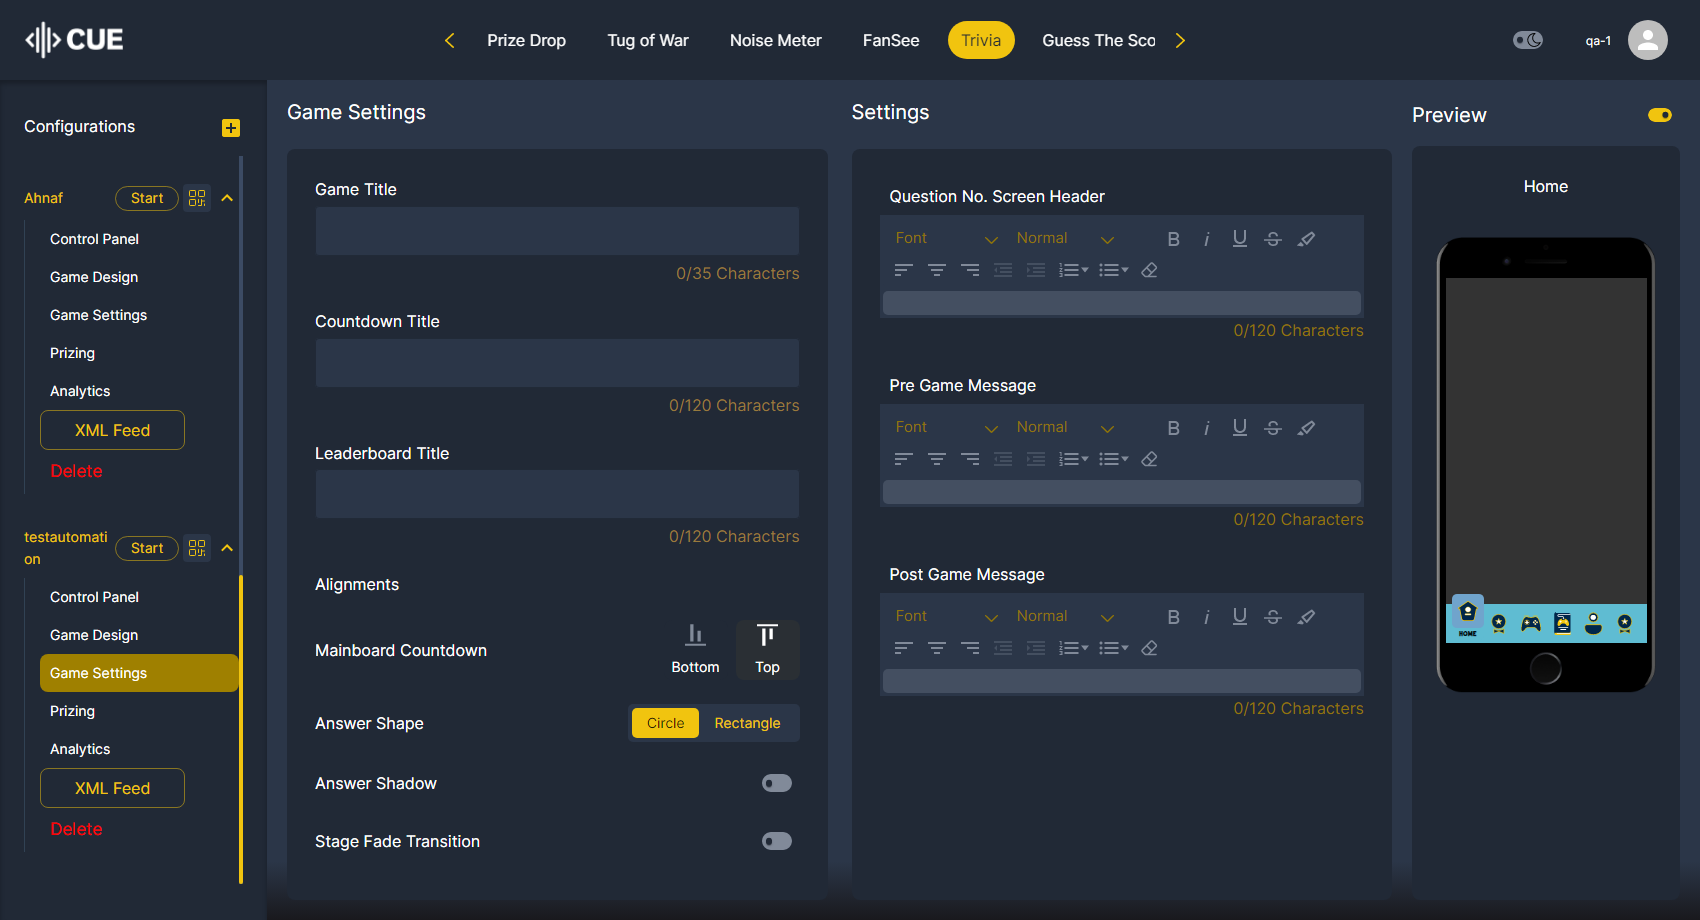 CUE
Prize Drop
Tug of War
Noise Meter
FanSee
Trivia
Guess The Sco
qa-1
Configurations
Ahnaf
Start
Control Panel
Game Design
Game Settings
Prizing
Analytics
XML Feed
Delete
testautomati
on
Start
Control Panel
Game Design
Game Settings
Prizing
Analytics
XML Feed
Delete
Game Settings
Game Title
0/35 Characters
Countdown Title
0/120 Characters
Leaderboard Title
0/120 Characters
Alignments
Mainboard Countdown
Bottom
Top
Answer Shape
Circle
Rectangle
Answer Shadow
Stage Fade Transition
Settings
Question No. Screen Header
Font
Normal
B
i
U
S
0/120 Characters
Pre Game Message
Font
Normal
B
i
U
S
0/120 Characters
Post Game Message
Font
Normal
B
i
U
S
0/120 Characters
Preview
Home
HOME